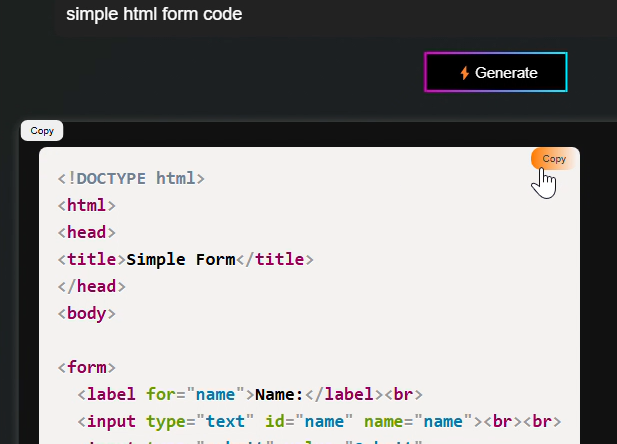 simple html form code
Generate
Copy
Copy
<!DOCTYPE html>
<html>
<head>
<title>Simple Form</title>
</head>
<body>
<form>
<label for="name">Name:</label><br>
<input type="text" id="name" name="name"><br><br>